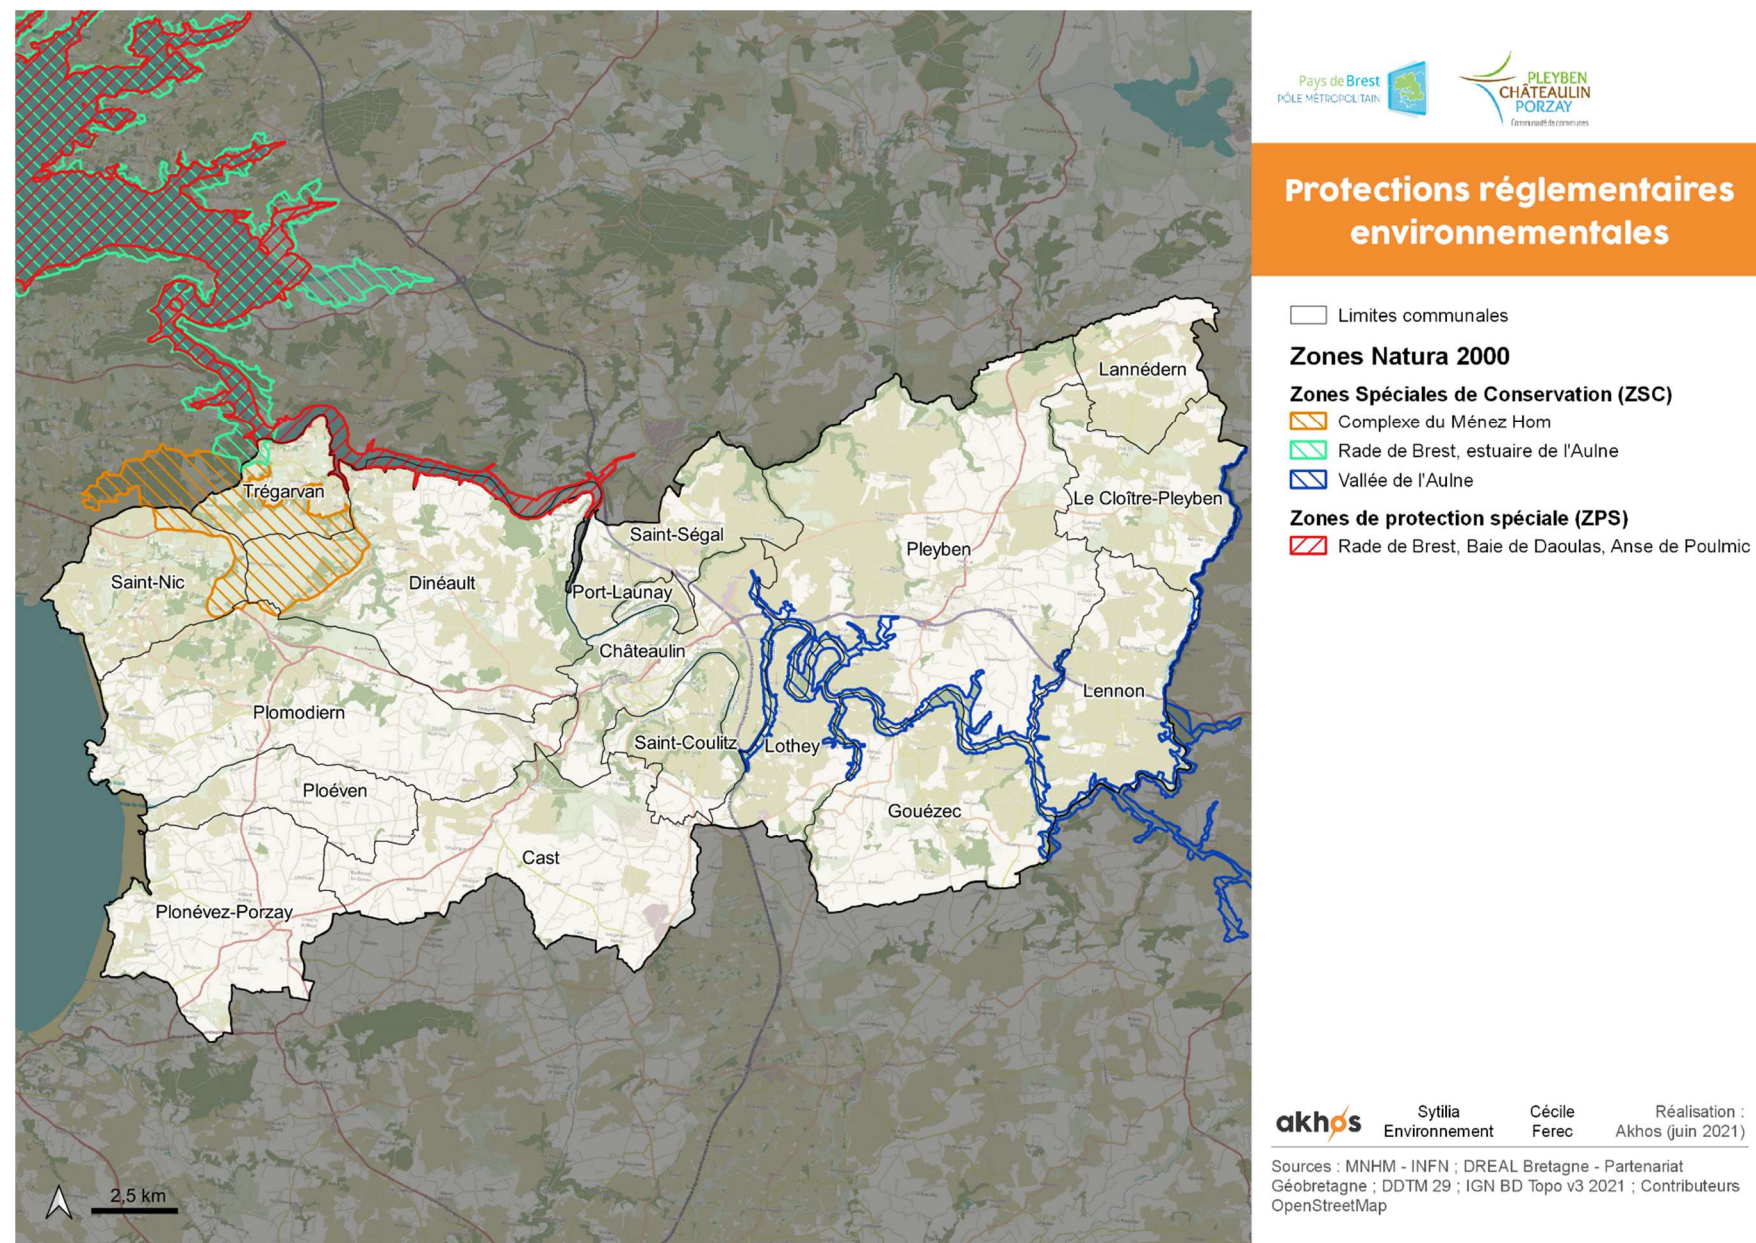 Pays de Brest
PÔLE MÉTROPOLITAIN
PLEYBEN
CHÂTEAULIN
PORZAY
Communauté de communes
Protections réglementaires
environnementales
Limites communales
Zones Natura 2000
Zones Spéciales de Conservation (ZSC)
Complexe du Ménez Hom
Rade de Brest, estuaire de l'Aulne
Vallée de l'Aulne
Zones de protection spéciale (ZPS)
Rade de Brest, Baie de Daoulas, Anse de Poulmic
Lannédern
Trégarvan
Le Cloître-Pleyben
Saint-Ségal
Pleyben
Saint-Nic
Dinéault
Port-Launay
Châteaulin
Lennon
Plomodiern
Saint-Coulitz
Lothey
Ploéven
Gouézec
Cast
Plonévez-Porzay
2,5 km
akhos
Sytilia
Environnement
Cécile
Ferec
Réalisation :
Akhos (juin 2021)
Sources : MNHM - INFN ; DREAL Bretagne - Partenariat
Géobretagne ; DDTM 29 ; IGN BD Topo v3 2021 ; Contributeurs
OpenStreetMap